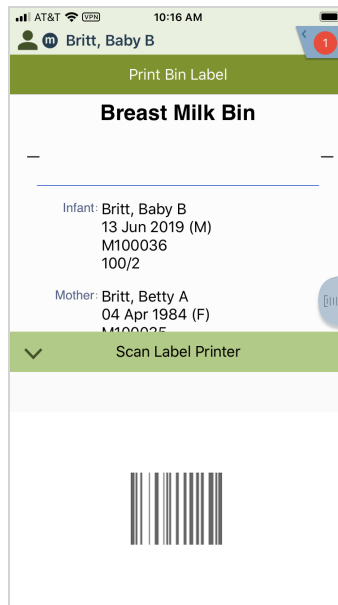 AT&T VPN 10:16 AM
m Britt, Baby B
1
Print Bin Label
Breast Milk Bin
Infant: Britt, Baby B
13 Jun 2019 (M)
M100036
100/2
Mother: Britt, Betty A
04 Apr 1984 (F)
M100035
Scan Label Printer